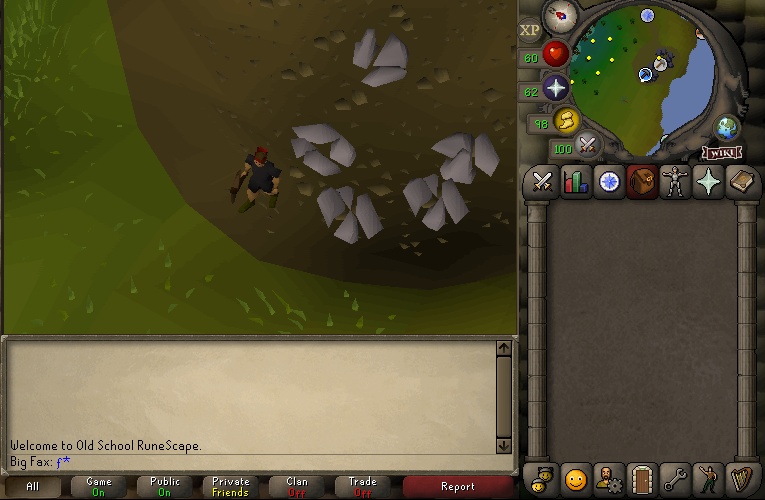 XP
60
62
98
100
WIKI
Welcome to Old School RuneScape.
Big Fax: f*
All
Game
On
Public
On
Private
Friends
Clan
Off
Trade
Off
Report